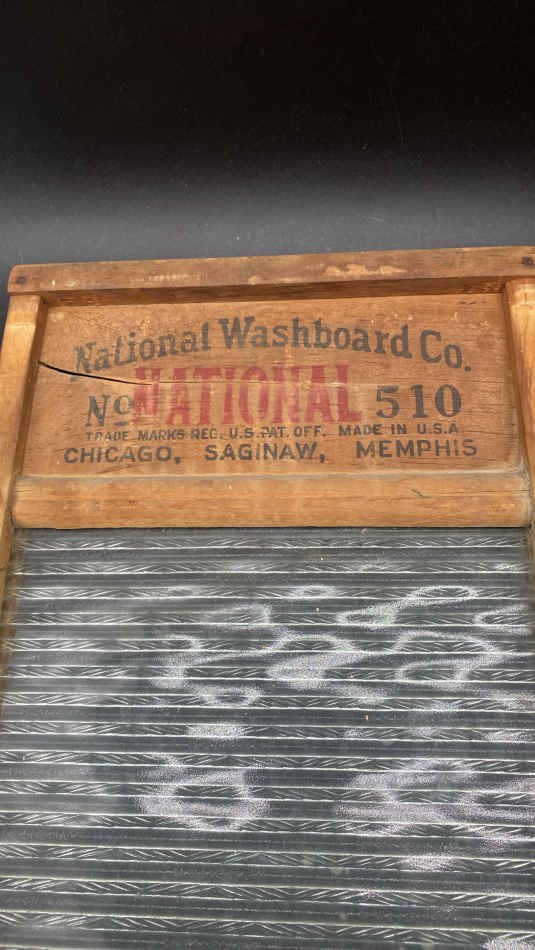 National Washboard Co.
No NATIONAL 510
TRADE MARKS REG. U.S. PAT. OFF. MADE IN U.S.A.
CHICAGO, SAGINAW, MEMPHIS